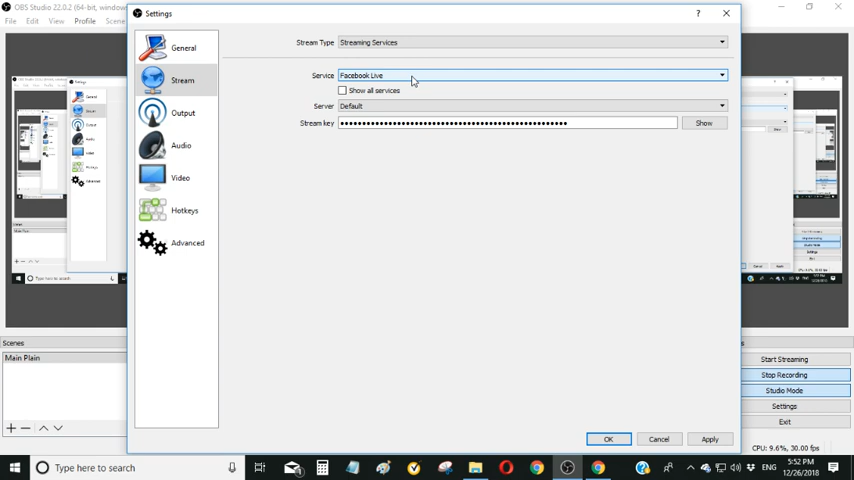 OBS Studio 22.0.2 (64-bit, windows)
Settings
?
File Edit View Profile Scene
General
Stream Type Streaming Services
Stream
Service Facebook Live
Show all services
Server Default
Output
Stream key •••••••••••••••••••••••••••••••••••••••••••••••••••• Show
Audio
Video
Hotkeys
Advanced
Scenes
Main Plain
Start Streaming
Stop Recording
Studio Mode
Settings
Exit
OK Cancel Apply
CPU: 9.6%, 30.00 fps
Type here to search
ENG
5:52 PM
12/26/2018